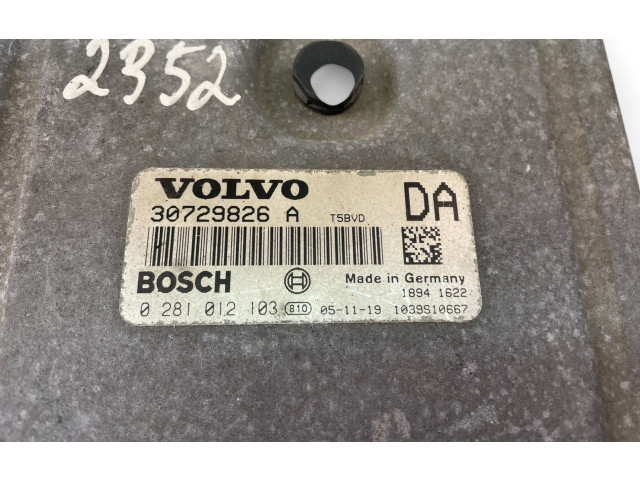 2352
VOLVO
30729826 A T5BVD DA
BOSCH Made in Germany
1894 1622
0 281 012 103 B10 05-11-19 1039S10667